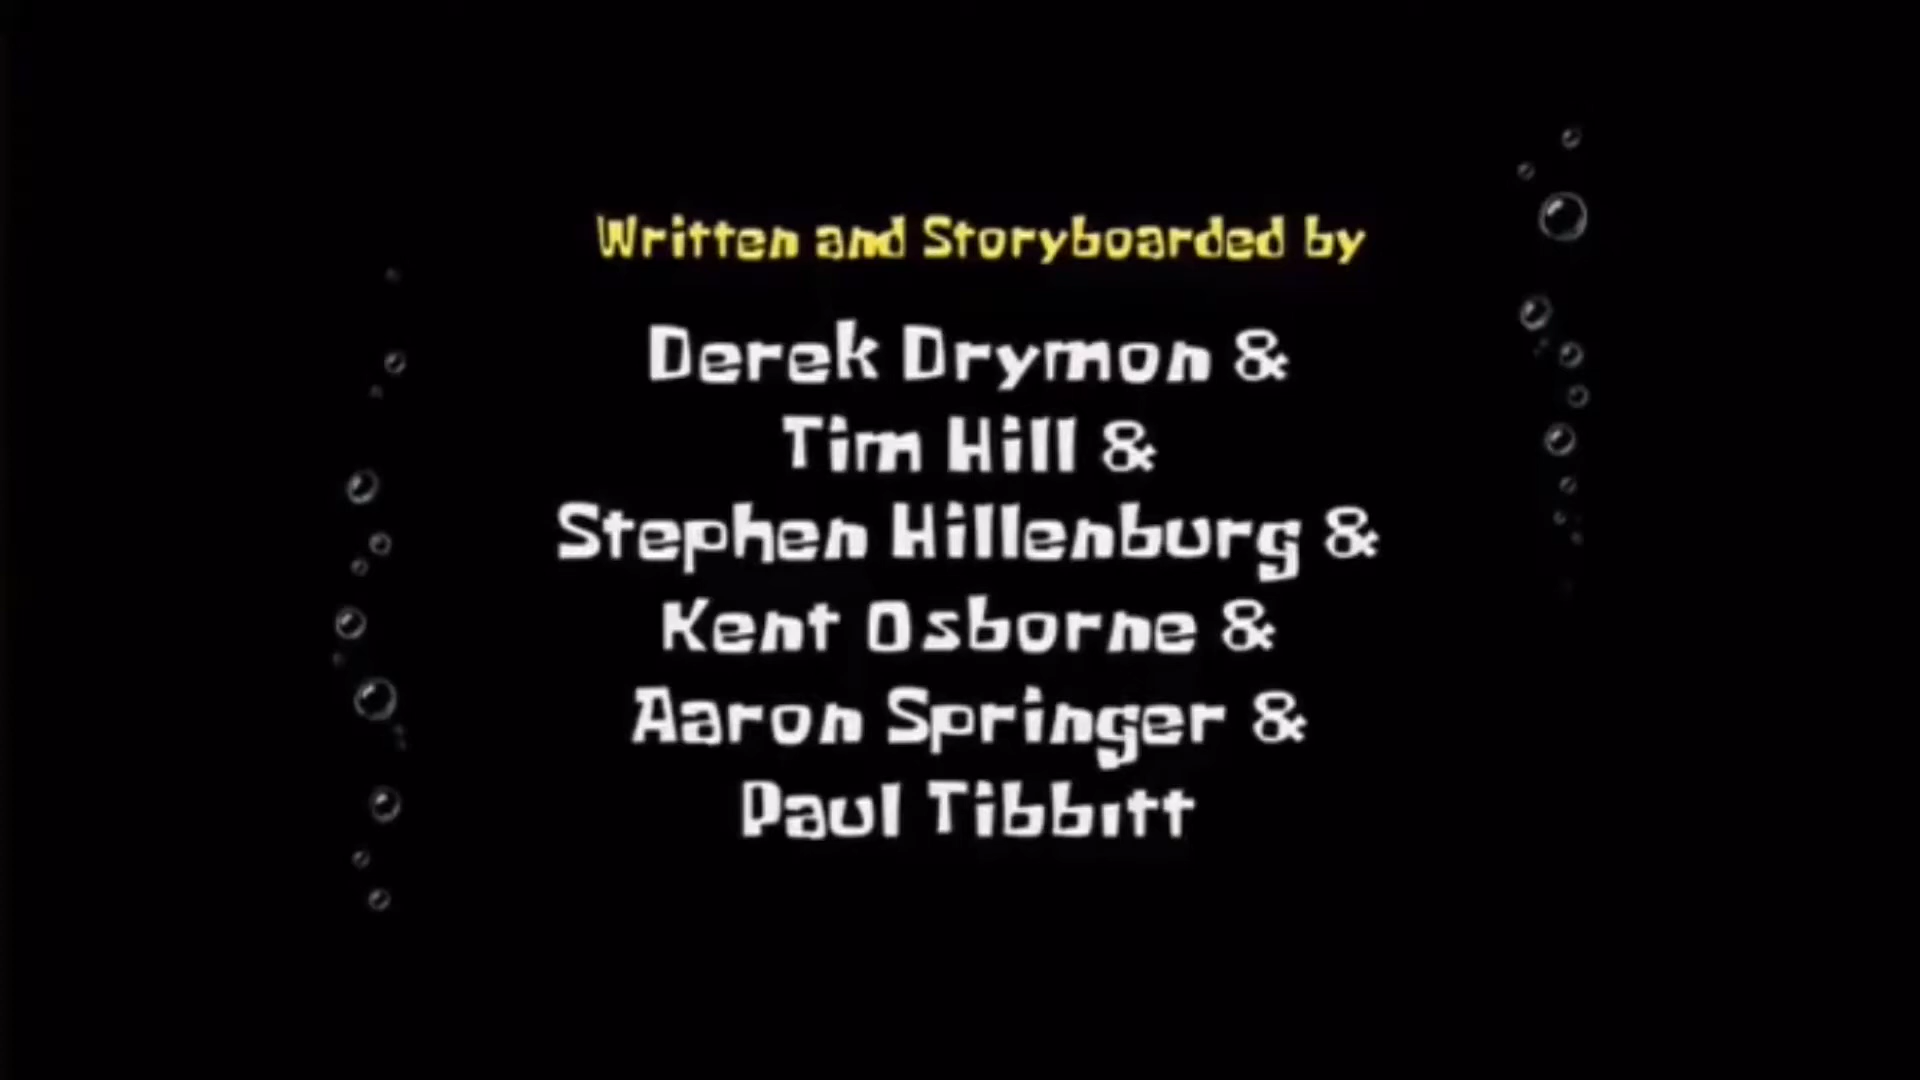 Written and Storyboarded by
Derek Drymon &
Tim Hill &
Stephen Hillenburg &
Kent Osborne &
Aaron Springer &
Paul Tibbitt